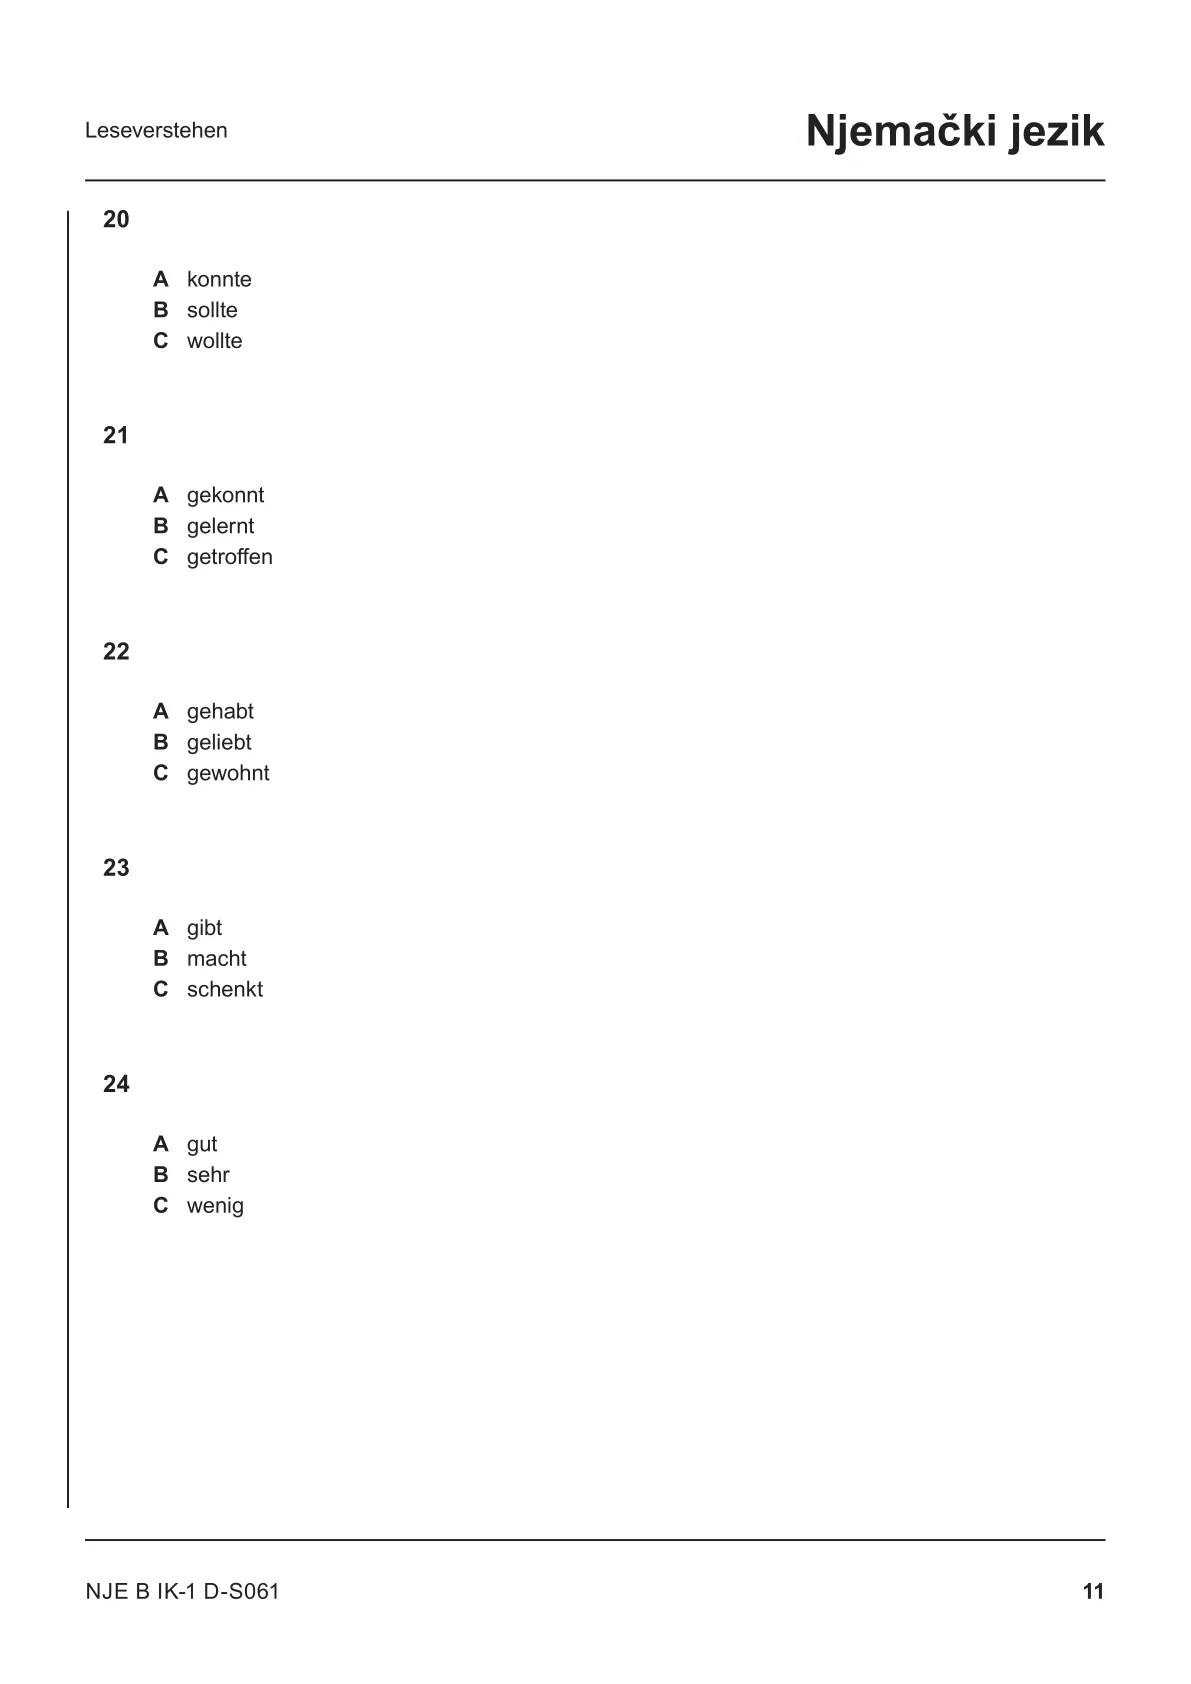 Leseverstehen
Njemački jezik
20
A konnte
B sollte
C wollte
21
A gekonnt
B gelernt
C getroffen
22
A gehabt
B geliebt
C gewohnt
23
A gibt
B macht
C schenkt
24
A gut
B sehr
C wenig
NJE B IK-1 D-S061
11